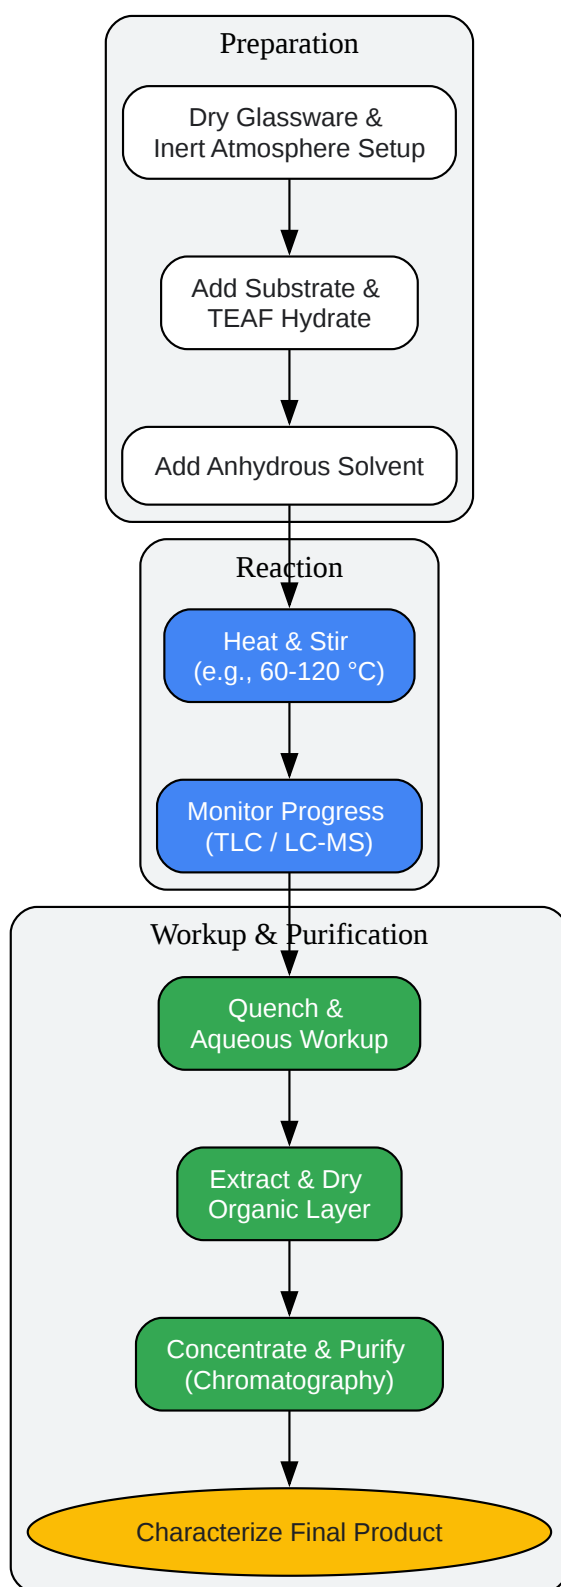 Preparation
Dry Glassware &
Inert Atmosphere Setup
Add Substrate &
TEAF Hydrate
Add Anhydrous Solvent
Reaction
Heat & Stir
(e.g., 60-120 °C)
Monitor Progress
(TLC / LC-MS)
Workup & Purification
Quench &
Aqueous Workup
Extract & Dry
Organic Layer
Concentrate & Purify
(Chromatography)
Characterize Final Product